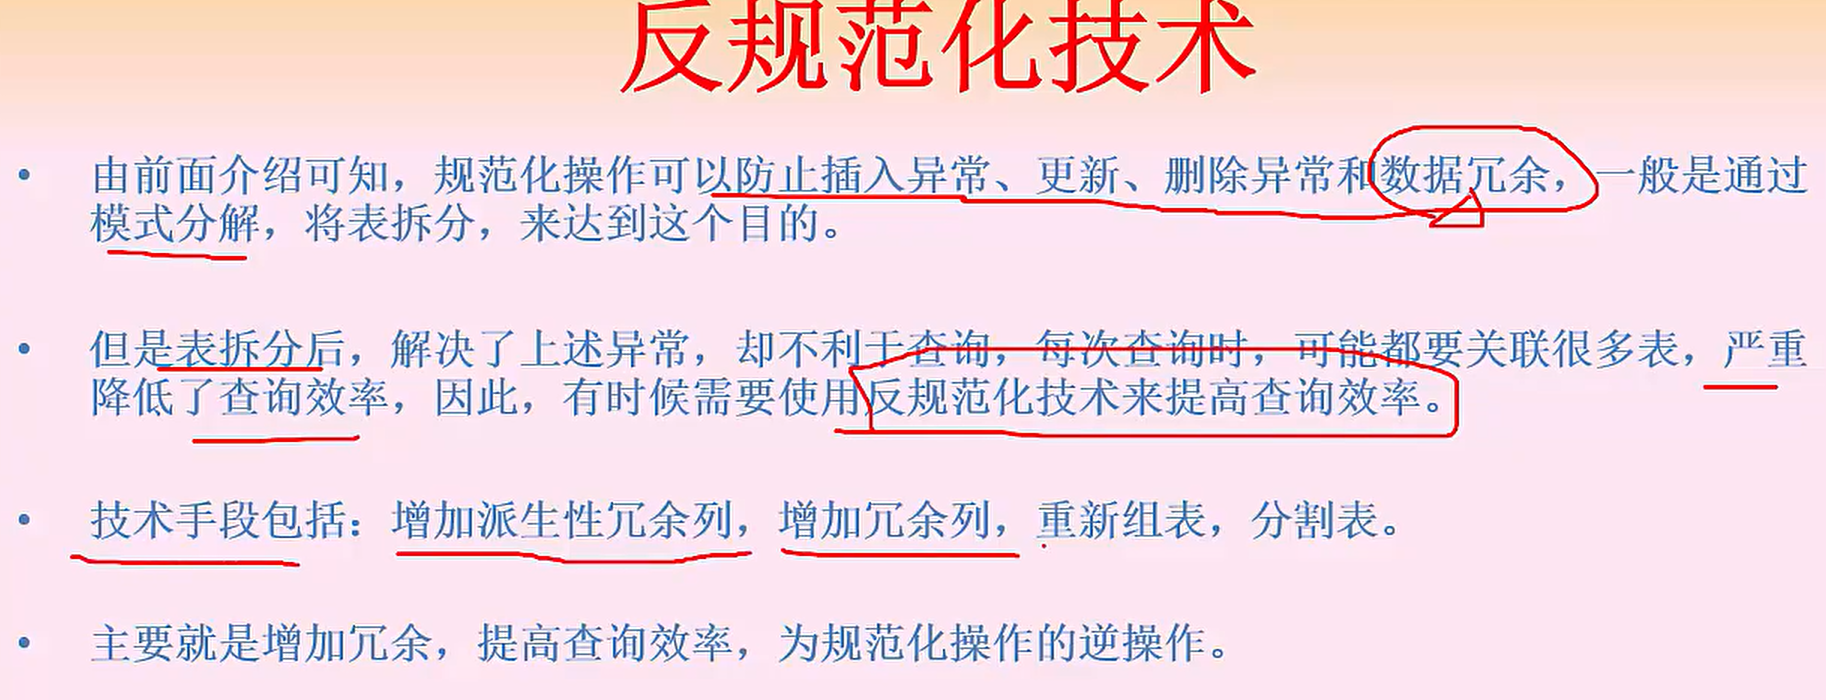 反规范化技术
• 由前面介绍可知，规范化操作可以防止插入异常、更新、删除异常和数据冗余，一般是通过
模式分解，将表拆分，来达到这个目的。
• 但是表拆分后，解决了上述异常，却不利于查询，每次查询时，可能都要关联很多表，严重
降低了查询效率，因此，有时候需要使用反规范化技术来提高查询效率。
• 技术手段包括：增加派生性冗余列，增加冗余列，重新组表，分割表。
• 主要就是增加冗余，提高查询效率，为规范化操作的逆操作。